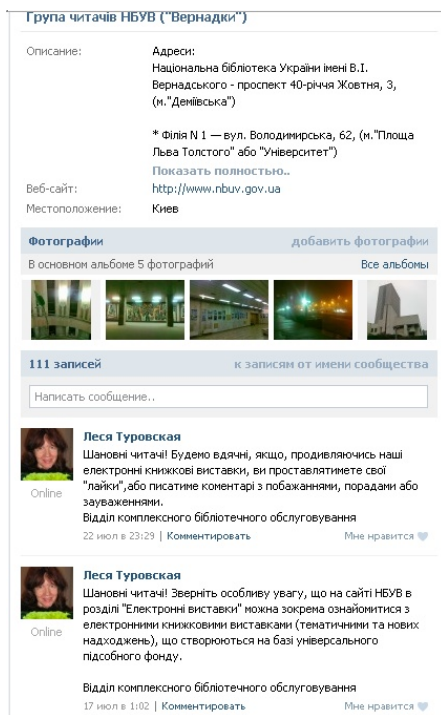 Група читачів НБУВ ("Вернадки")
Описание: Адреси:
Національна бібліотека України імені В.І.
Вернадського - проспект 40-річчя Жовтня, 3,
(м."Деміївська")
* Філія N 1 — вул. Володимирська, 62, (м."Площа
Льва Толстого" або "Університет")
Показать полностью..
Веб-сайт: http://www.nbuv.gov.ua
Местоположение: Киев
Фотографии добавить фотографии
В основном альбоме 5 фотографий Все альбомы
111 записей к записям от имени сообщества
Написать сообщение..
Леся Туровская
Шановні читачі! Будемо вдячні, якщо, продивляючись наші
електронні книжкові виставки, ви проставлятимете свої
"лайки",або писатиме коментарі з побажаннями, порадами або
зауваженнями.
Відділ комплексного бібліотечного обслуговування
Online
22 июл в 23:29 | Комментировать Мне нравится
Леся Туровская
Шановні читачі! Зверніть особливу увагу, що на сайті НБУВ в
розділі "Електронні виставки" можна зокрема ознайомитися з
електронними книжковими виставками (тематичними та нових
надходжень), що створюються на базі універсального
підсобного фонду.
Online
Відділ комплексного бібліотечного обслуговування
17 июл в 1:02 | Комментировать Мне нравится